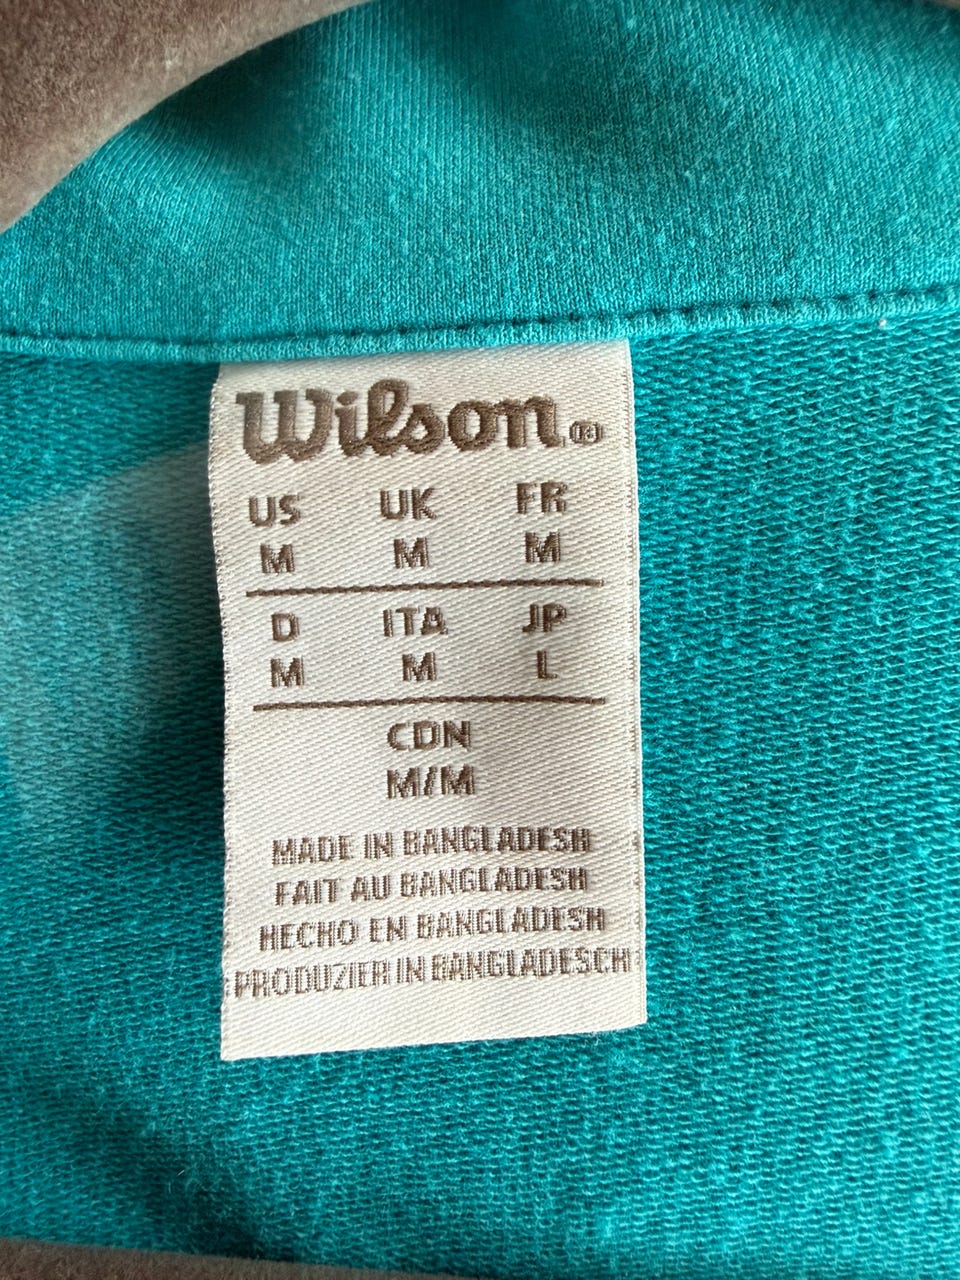 Wilson®
US UK FR
M M M
D ITA JP
M M L
CDN
M/M
MADE IN BANGLADESH
FAIT AU BANGLADESH
HECHO EN BANGLADESH
PRODUZIER IN BANGLADESCH